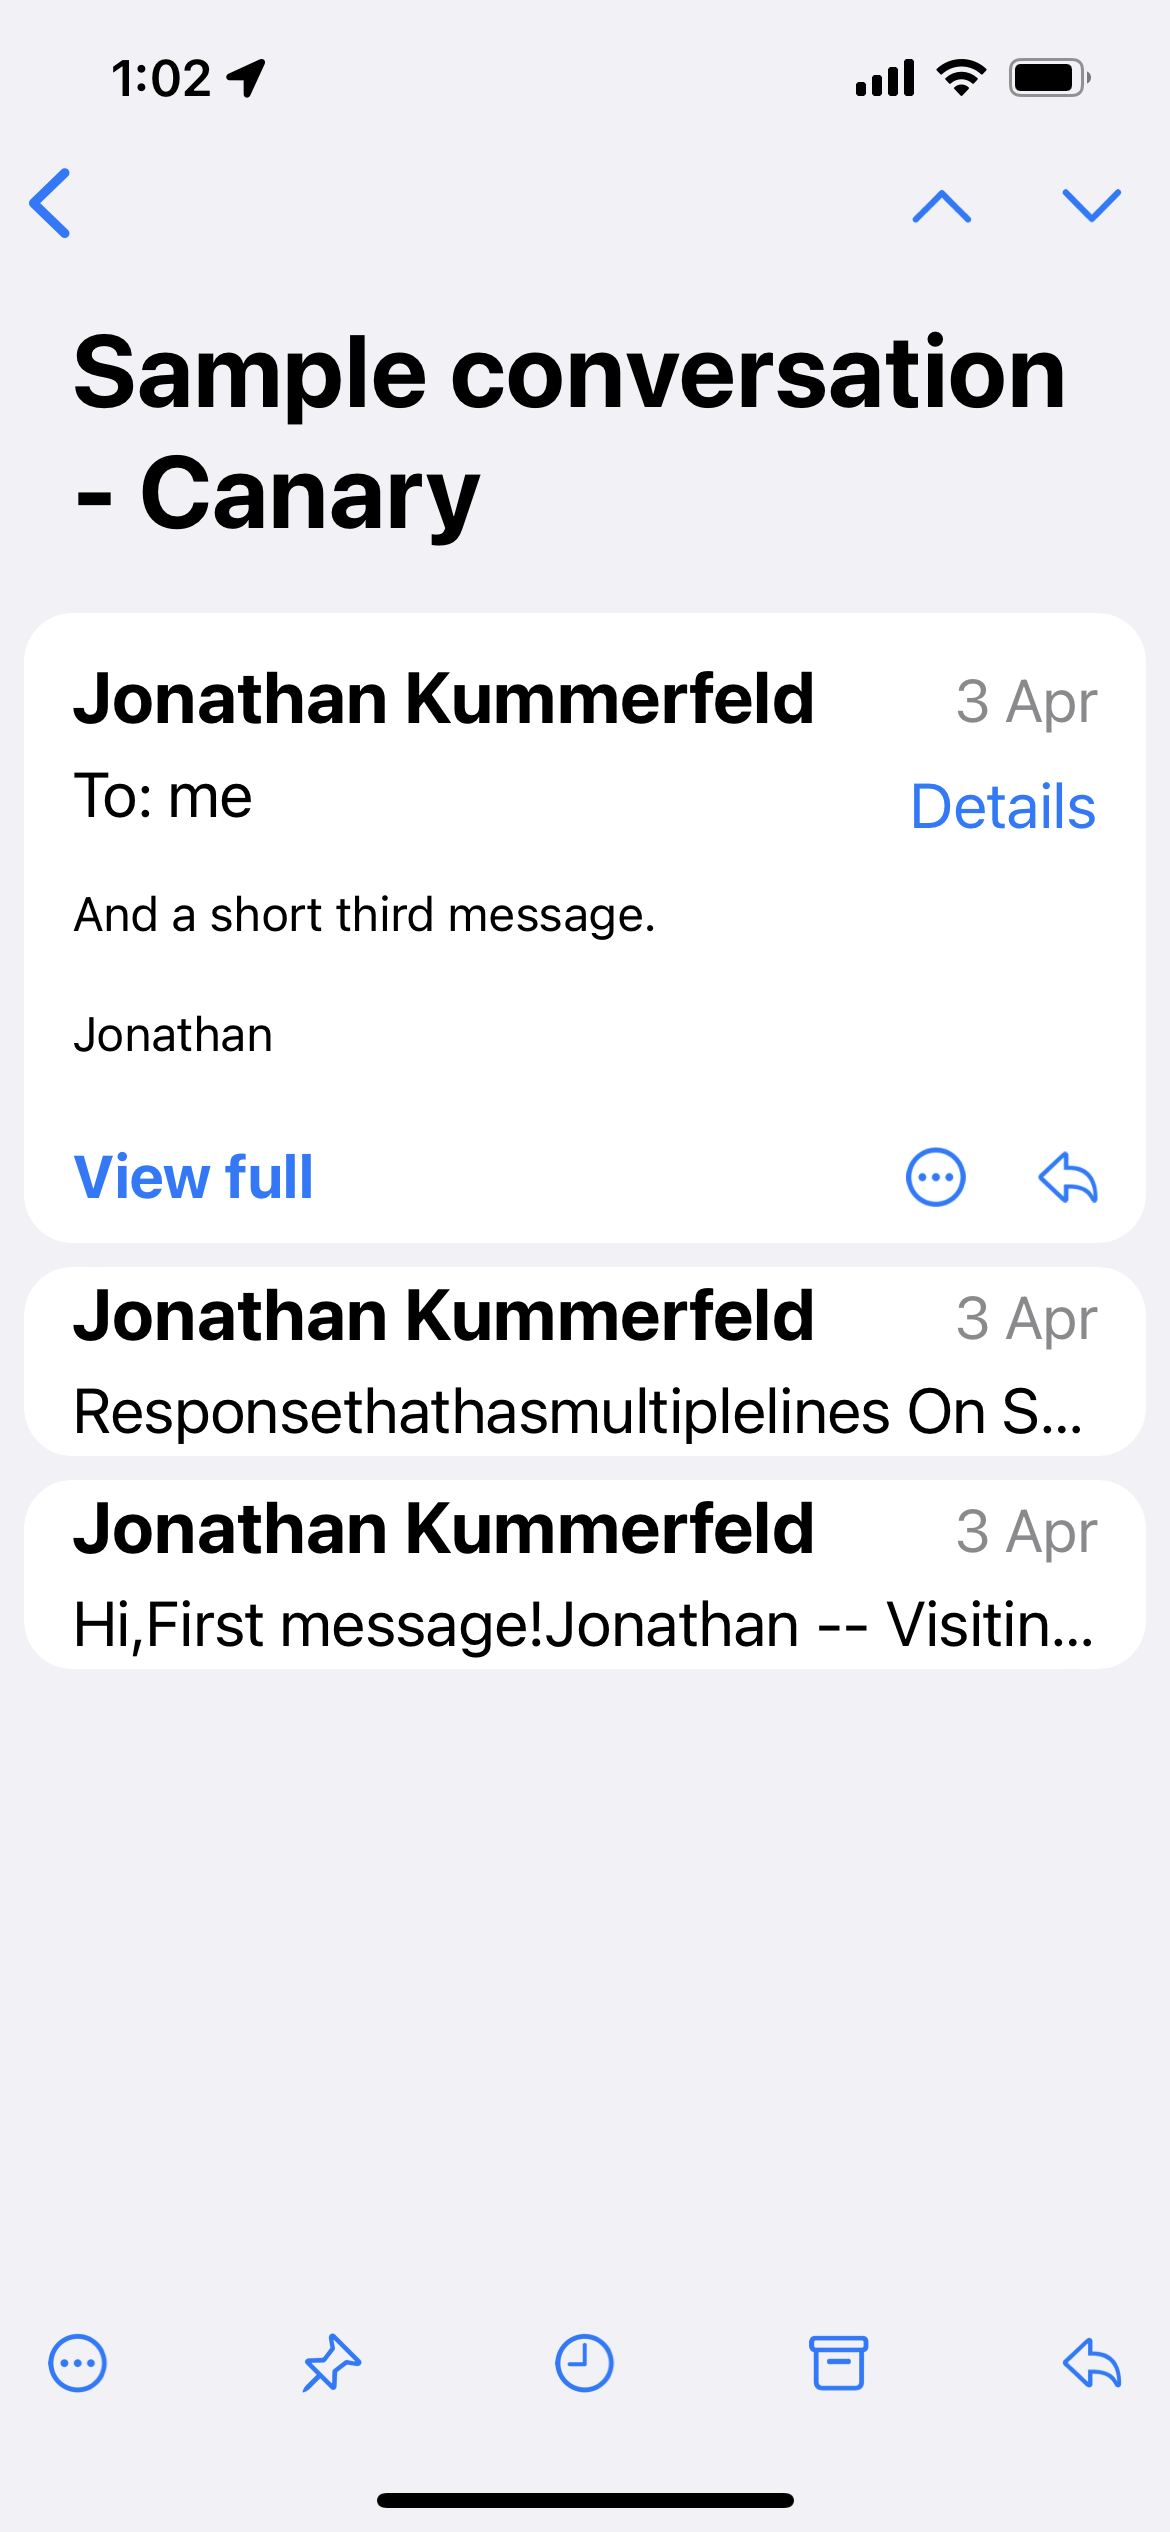 1:02
Sample conversation
- Canary
Jonathan Kummerfeld 3 Apr
To: me Details
And a short third message.
Jonathan
View full
Jonathan Kummerfeld 3 Apr
Responsethathasmultiplelines On S...
Jonathan Kummerfeld 3 Apr
Hi,First message!Jonathan -- Visitin...